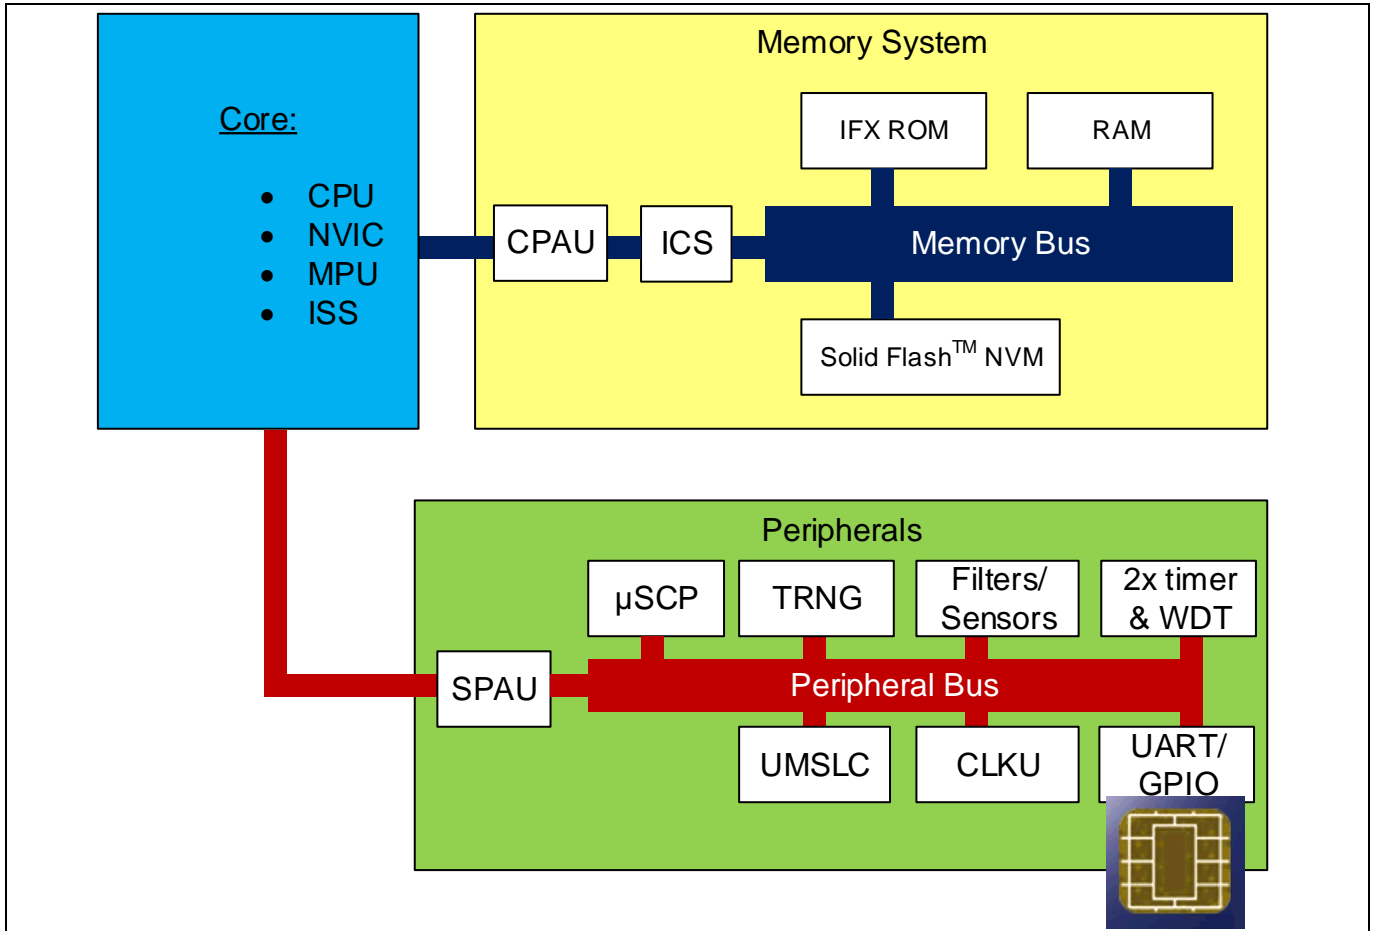 Memory System
Core:
• CPU
• NVIC
• MPU
• ISS
IFX ROM
RAM
CPAU
ICS
Memory Bus
Solid Flash™ NVM
Peripherals
µSCP
TRNG
Filters/
Sensors
2x timer
& WDT
SPAU
Peripheral Bus
UMSLC
CLKU
UART/
GPIO